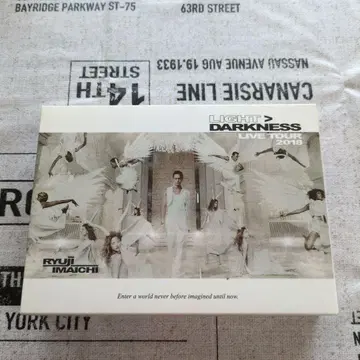 BAYRIDGE PARKWAY ST-75
63RD STREET
NASSAU AVENUE AUG 19.1933
CANARSIE LINE
14TH
STREET
LIGHT>
DARKNESS
LIVE TOUR
2018
RYUJI
IMAICHI
Enter a world never before imagined until now.
YORK CITY